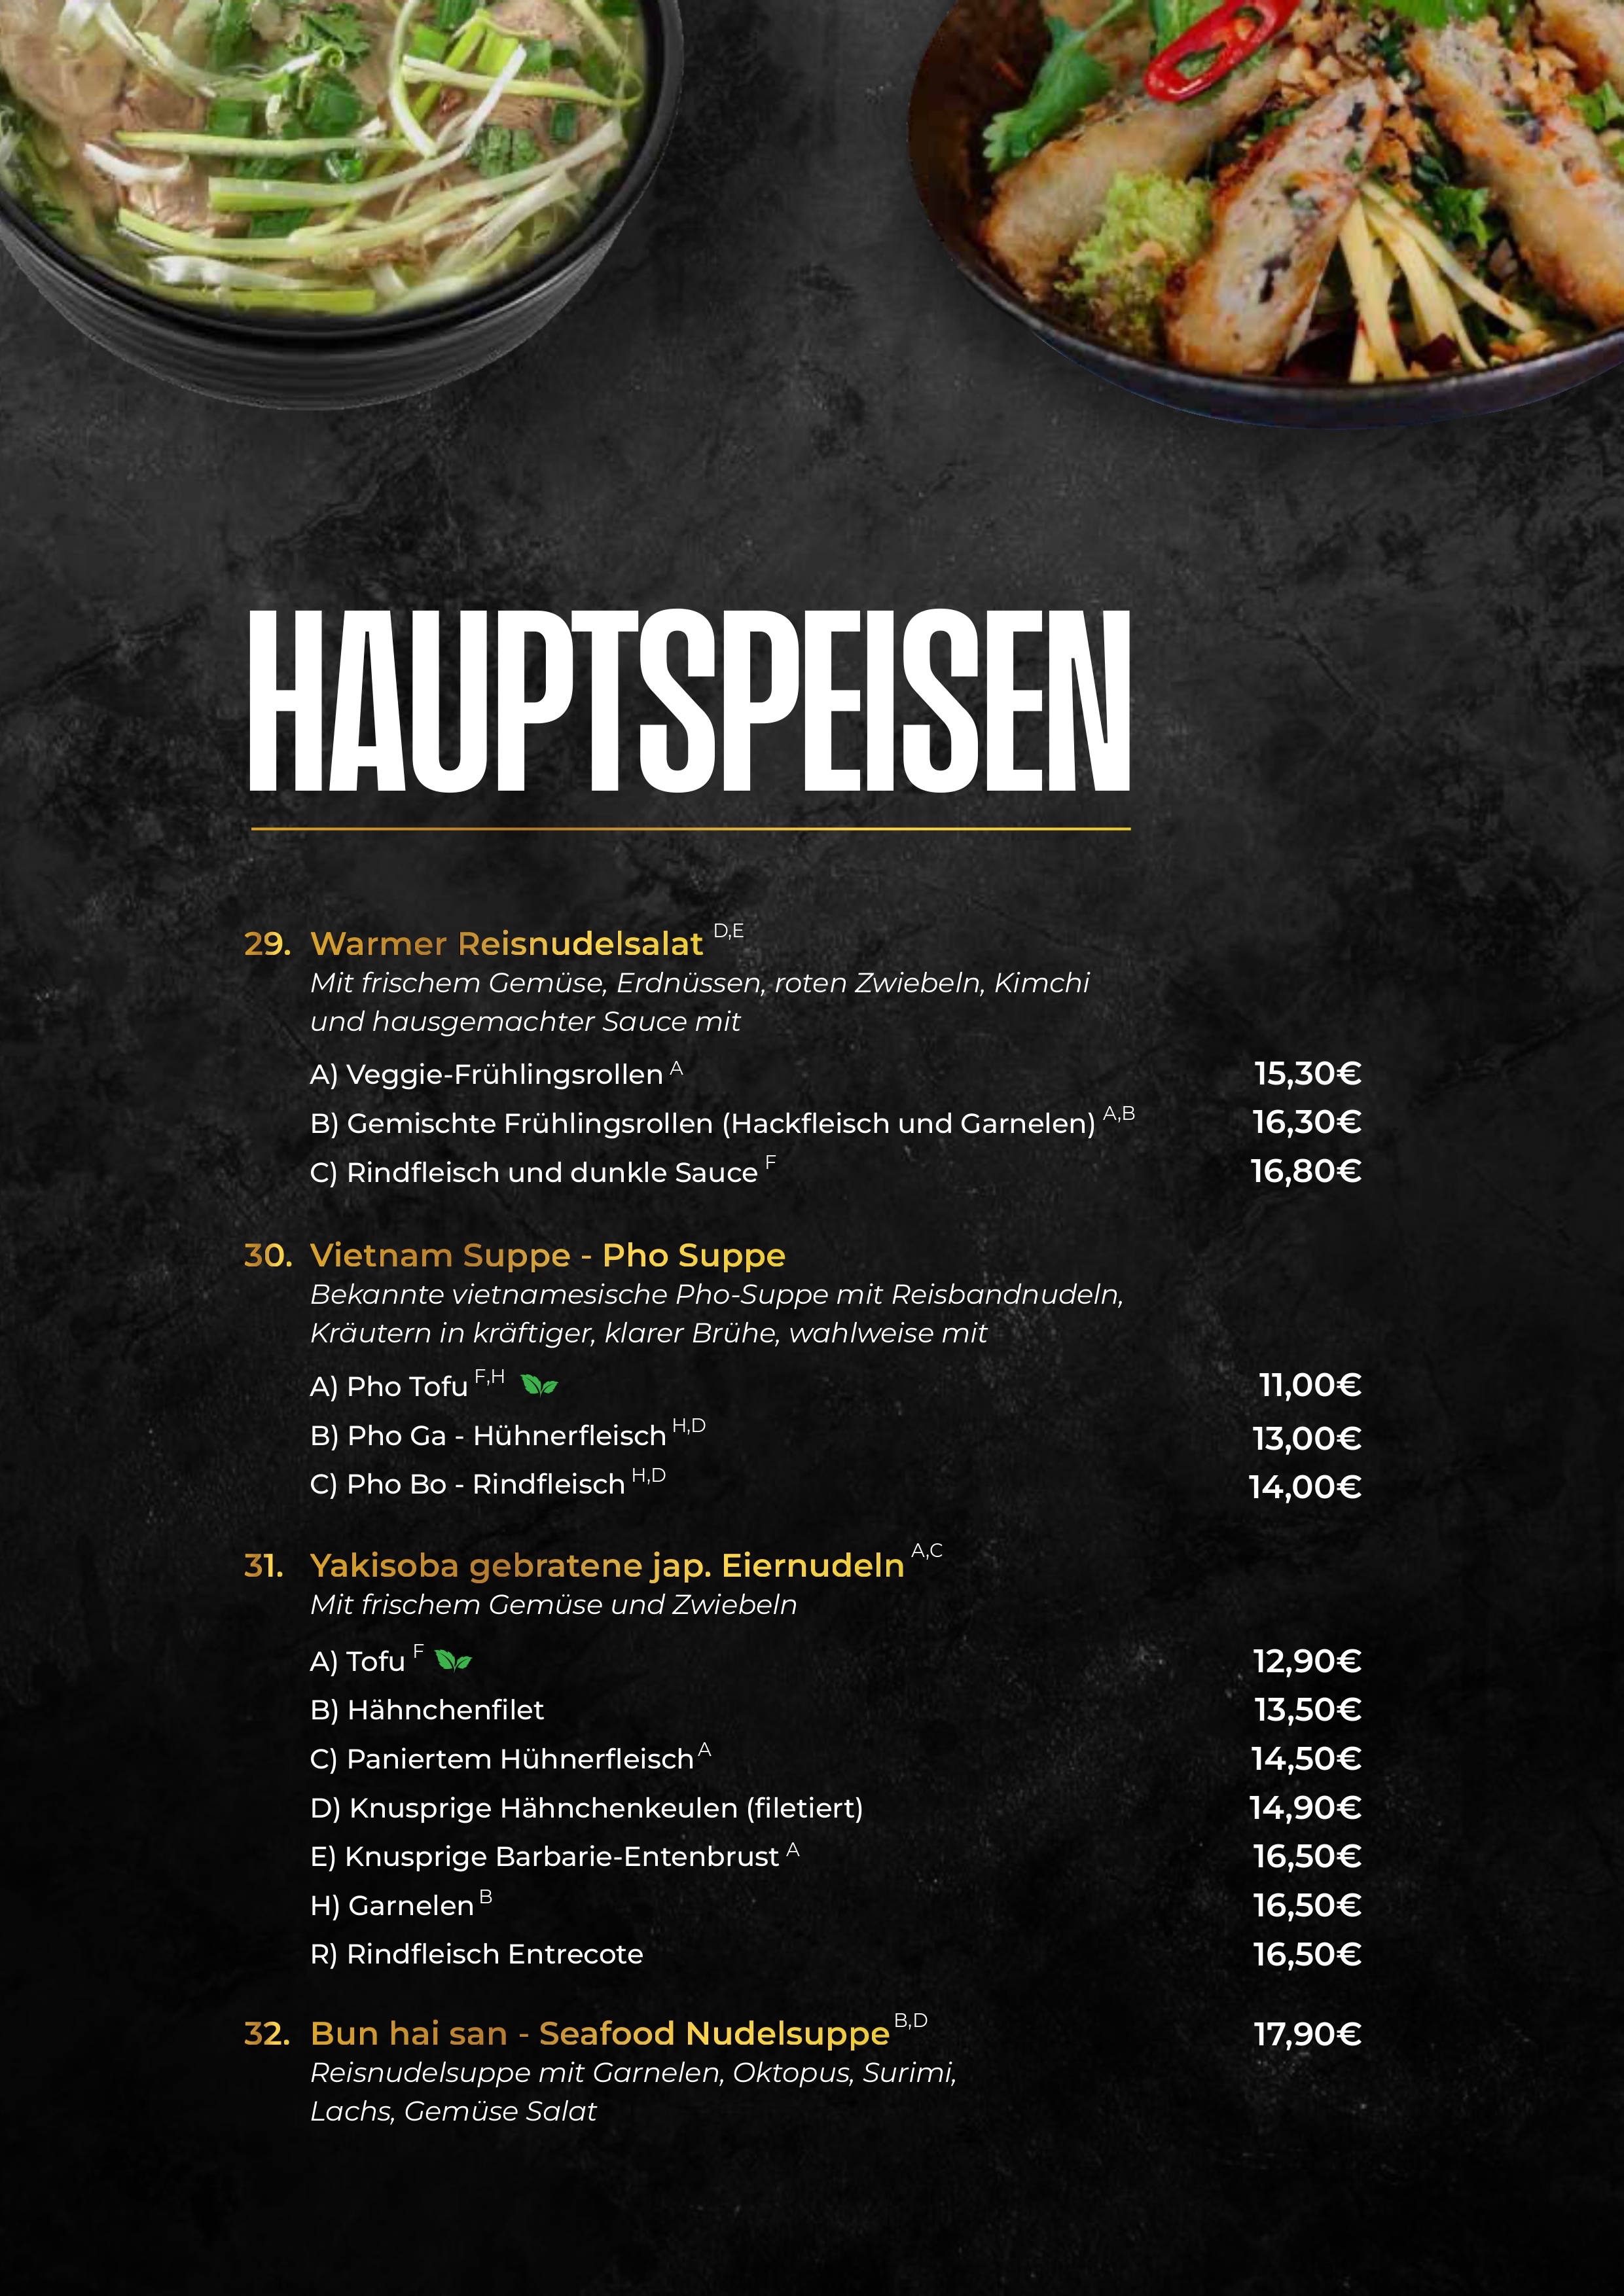 HAUPTSPEISEN
29. Warmer Reisnudelsalat D,E
Mit frischem Gemüse, Erdnüssen, roten Zwiebeln, Kimchi
und hausgemachter Sauce mit
A) Veggie-Frühlingsrollen A 15,30€
B) Gemischte Frühlingsrollen (Hackfleisch und Garnelen) A,B 16,30€
C) Rindfleisch und dunkle Sauce F 16,80€
30. Vietnam Suppe - Pho Suppe
Bekannte vietnamesische Pho-Suppe mit Reisbandnudeln,
Kräutern in kräftiger, klarer Brühe, wahlweise mit
A) Pho Tofu F,H 11,00€
B) Pho Ga - Hühnerfleisch H,D 13,00€
C) Pho Bo - Rindfleisch H,D 14,00€
31. Yakisoba gebratene jap. Eiernudeln A,C
Mit frischem Gemüse und Zwiebeln
A) Tofu F 12,90€
B) Hähnchenfilet 13,50€
C) Paniertem Hühnerfleisch A 14,50€
D) Knusprige Hähnchenkeulen (filetiert) 14,90€
E) Knusprige Barbarie-Entenbrust A 16,50€
H) Garnelen B 16,50€
R) Rindfleisch Entrecote 16,50€
32. Bun hai san - Seafood Nudelsuppe B,D 17,90€
Reisnudelsuppe mit Garnelen, Oktopus, Surimi,
Lachs, Gemüse Salat